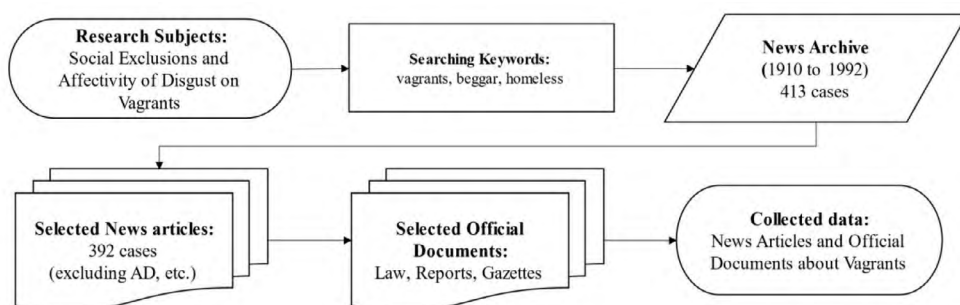 Research Subjects:
Social Exclusions and
Affectivity of Disgust on
Vagrants
Searching Keywords:
vagrants, beggar, homeless
News Archive
(1910 to 1992)
413 cases
Selected News articles:
392 cases
(excluding AD, etc.)
Selected Official
Documents:
Law, Reports, Gazettes
Collected data:
News Articles and Official
Documents about Vagrants